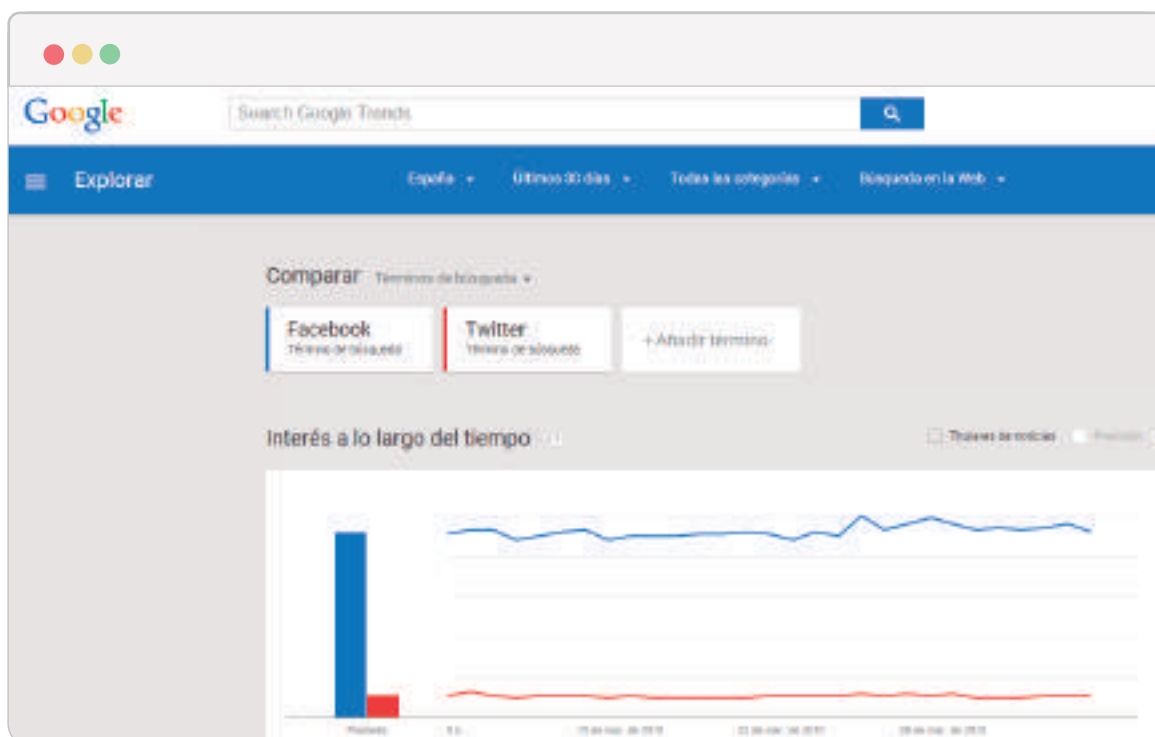 Google Search Google Trends
Explorar España Últimos 30 días Todas las categorías Búsqueda en la Web
Comparar Términos de búsqueda
Facebook Twitter + Añadir término
Término de búsqueda Término de búsqueda
Interés a lo largo del tiempo Titulares de noticias